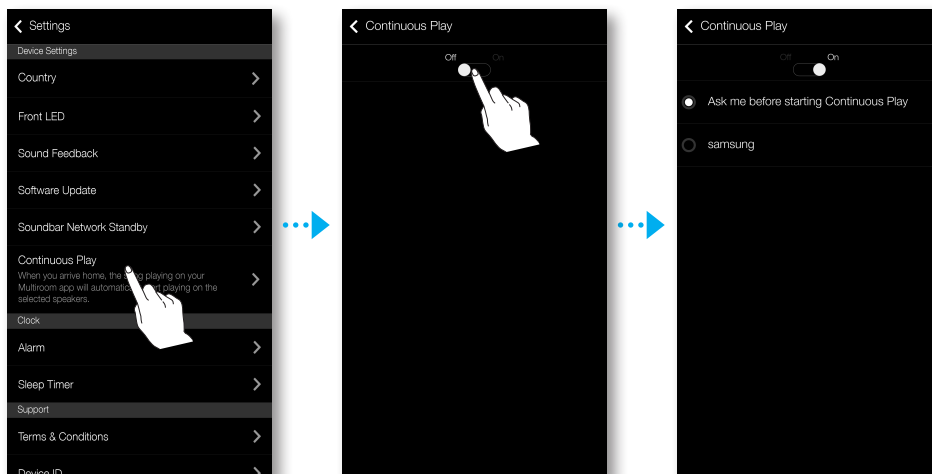 Settings
Device Settings
Country
Front LED
Sound Feedback
Software Update
Soundbar Network Standby
Continuous Play
When you arrive home, the playing on your
Multiroom app will playing on the
selected speakers.
Clock
Alarm
Sleep Timer
Support
Terms & Conditions
Device ID
Continuous Play
Off On
Continuous Play
Off On
Ask me before starting Continuous Play
samsung